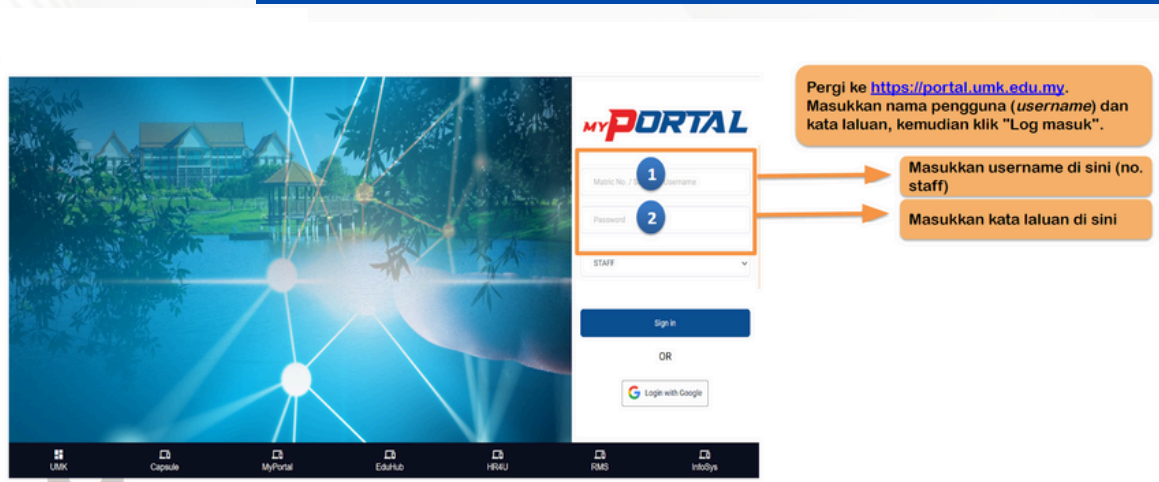 Pergi ke https://portal.umk.edu.my.
Masukkan nama pengguna (username) dan
kata laluan, kemudian klik "Log masuk".
MYPORTAL
1
Matric No. / Username
Masukkan username di sini (no.
staff)
2
Password
Masukkan kata laluan di sini
STAFF
Sign in
OR
G Login with Google
UMK
Capsule
MyPortal
EduHub
HR4U
RMS
InfoSys